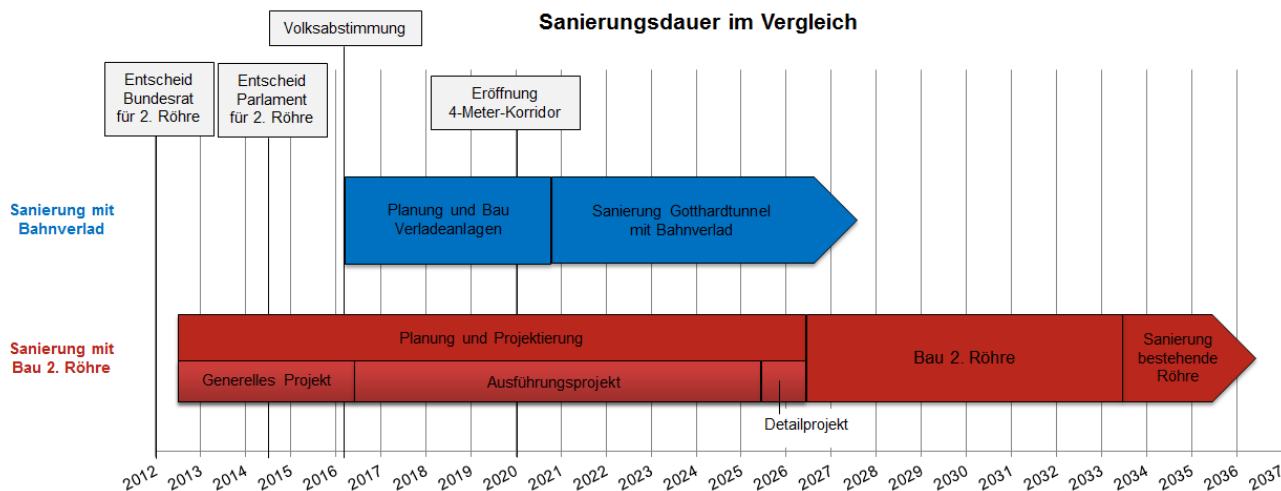 Sanierungsdauer im Vergleich
Volksabstimmung
Entscheid
Bundesrat
für 2. Röhre
Entscheid
Parlament
für 2. Röhre
Eröffnung
4-Meter-Korridor
Sanierung mit
Bahnverlad
Planung und Bau
Verladeanlagen
Sanierung Gotthardtunnel
mit Bahnverlad
Sanierung mit
Bau 2. Röhre
Planung und Projektierung
Generelles Projekt
Ausführungsprojekt
Detailprojekt
Bau 2. Röhre
Sanierung
bestehende
Röhre
2012 2013 2014 2015 2016 2017 2018 2019 2020 2021 2022 2023 2024 2025 2026 2027 2028 2029 2030 2031 2032 2033 2034 2035 2036 2037